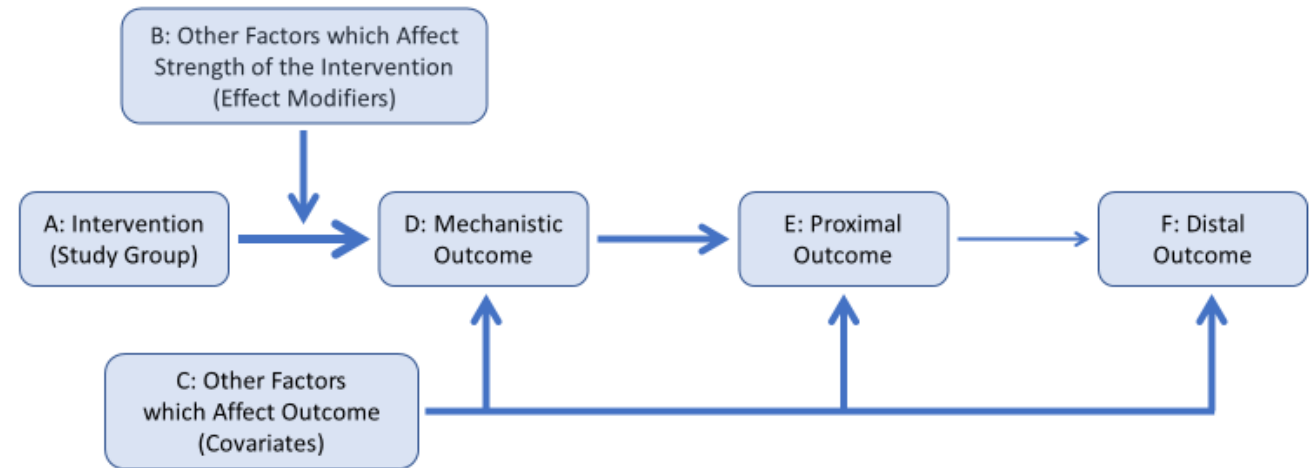 B: Other Factors which Affect
Strength of the Intervention
(Effect Modifiers)
A: Intervention
(Study Group)
D: Mechanistic
Outcome
E: Proximal
Outcome
F: Distal
Outcome
C: Other Factors
which Affect Outcome
(Covariates)